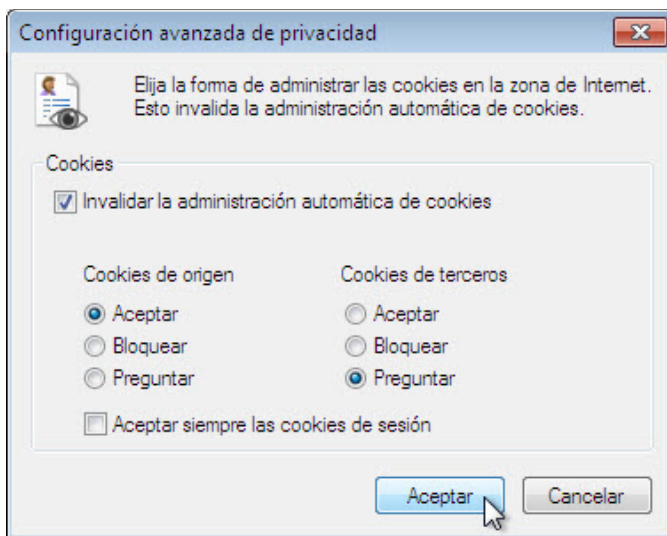 Configuración avanzada de privacidad
Elija la forma de administrar las cookies en la zona de Internet.
Esto invalida la administración automática de cookies.
Cookies
Invalidar la administración automática de cookies
Cookies de origen
Cookies de terceros
Aceptar
Aceptar
Bloquear
Bloquear
Preguntar
Preguntar
Aceptar siempre las cookies de sesión
Aceptar
Cancelar